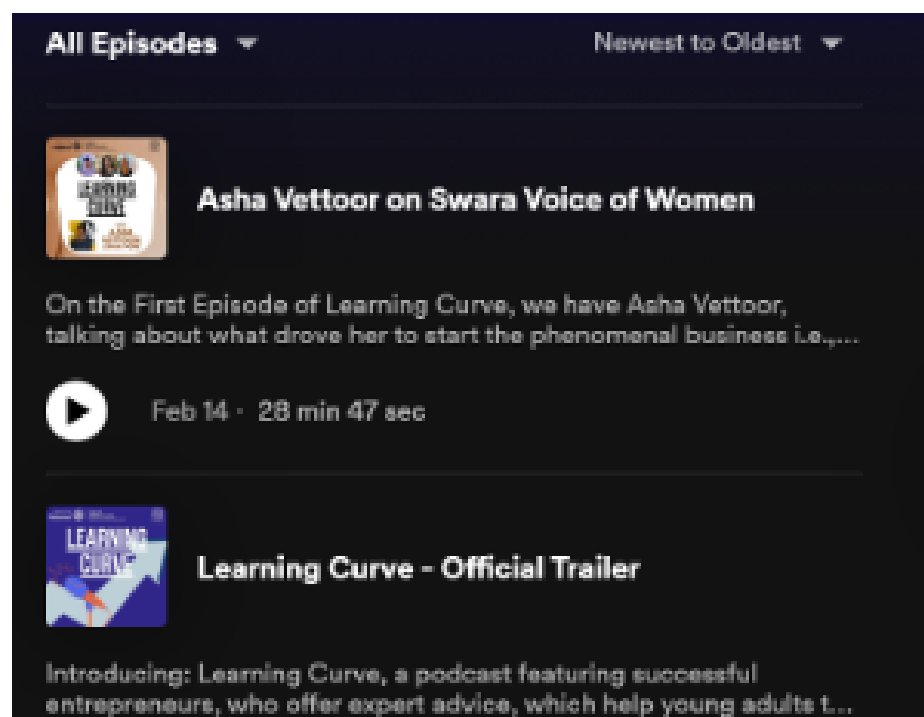 All Episodes
Newest to Oldest
LEARNING
CURVE
Asha Vettoor on Swara Voice of Women
On the First Episode of Learning Curve, we have Asha Vettoor,
talking about what drove her to start the phenomenal business i.e.,...
Feb 14 · 28 min 47 sec
LEARNING
CURVE
Learning Curve - Official Trailer
Introducing: Learning Curve, a podcast featuring successful
entrepreneurs, who offer expert advice, which help young adults t...